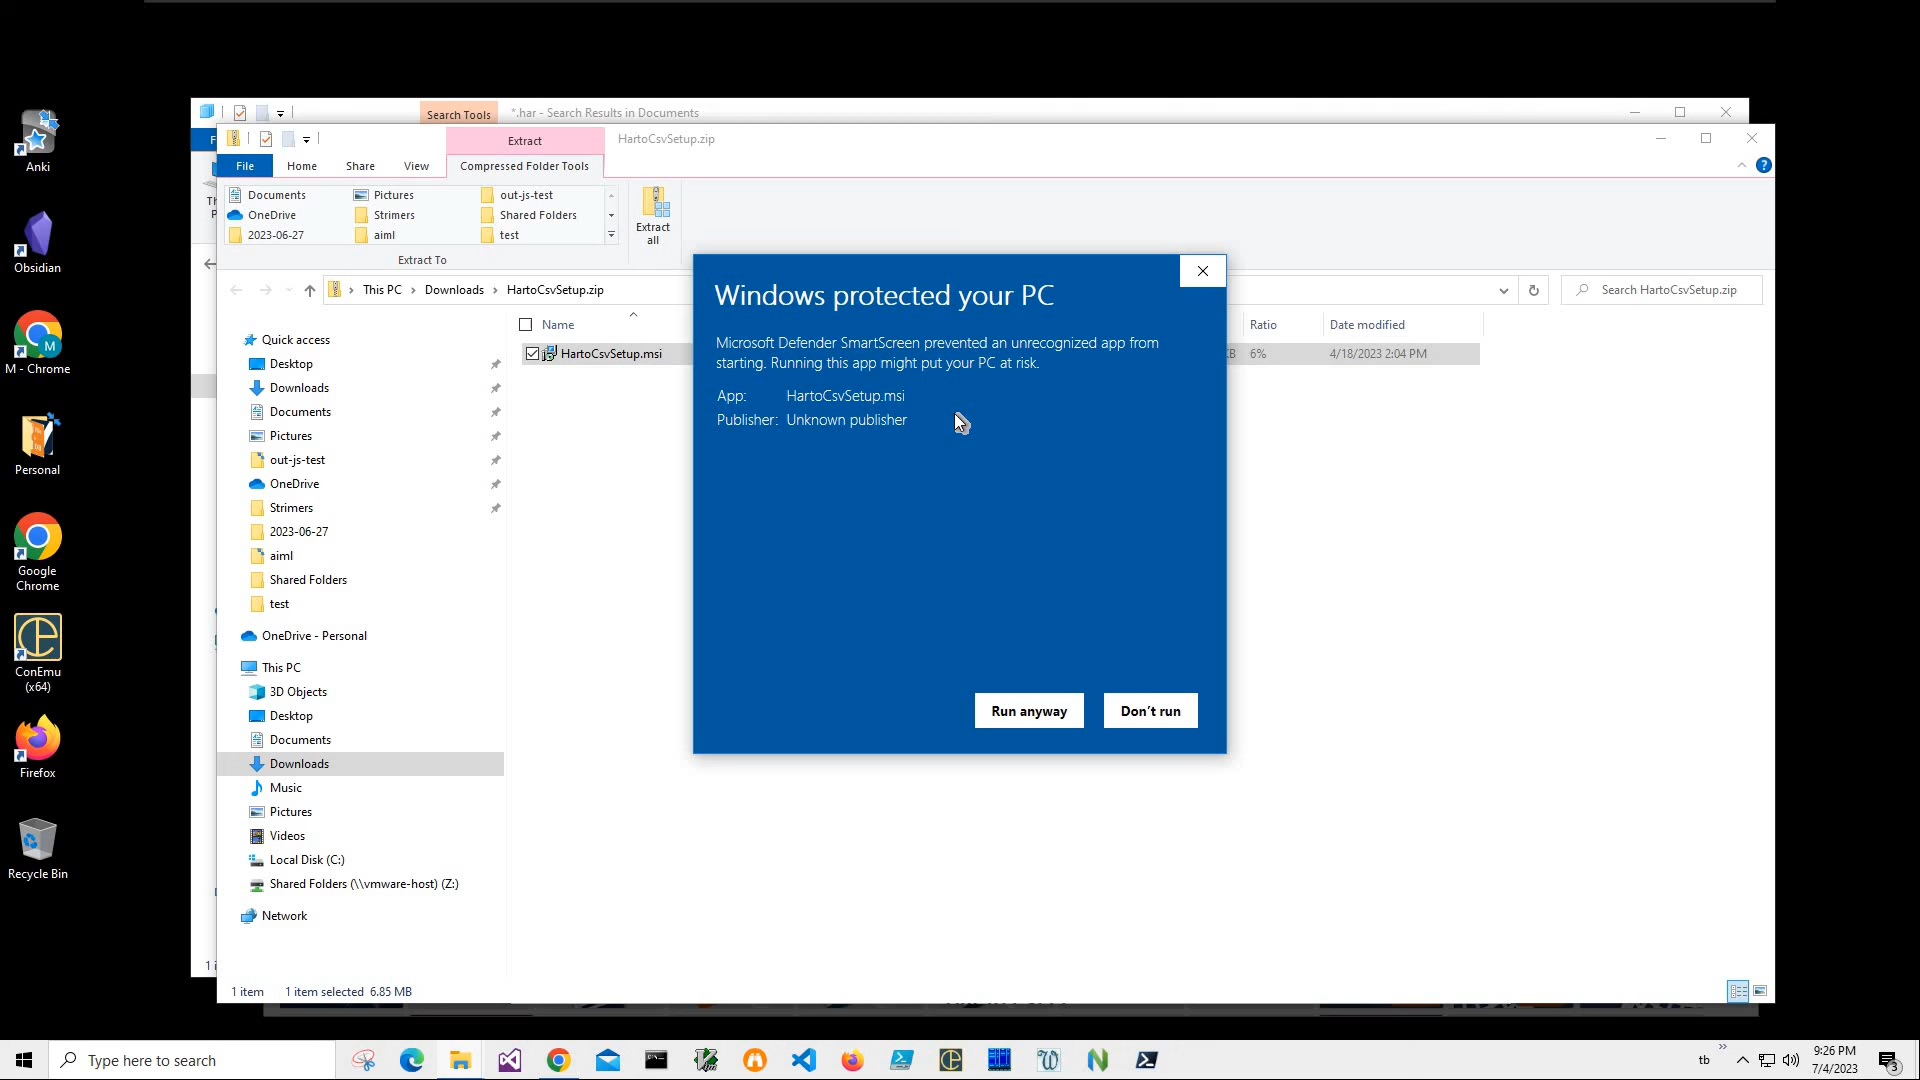 Search Tools
*.har - Search Results in Documents
Extract
HartoCsvSetup.zip
File
Home
Share
View
Compressed Folder Tools
Documents
Pictures
out-js-test
OneDrive
Strimers
Shared Folders
2023-06-27
aiml
test
Extract
all
Extract To
This PC
Downloads
HartoCsvSetup.zip
Search HartoCsvSetup.zip
Name
Ratio
Date modified
HartoCsvSetup.msi
KB
6%
4/18/2023 2:04 PM
Quick access
Desktop
Downloads
Documents
Pictures
out-js-test
OneDrive
Strimers
2023-06-27
aiml
Shared Folders
test
OneDrive - Personal
This PC
3D Objects
Desktop
Documents
Downloads
Music
Pictures
Videos
Local Disk (C:)
Shared Folders (\\vmware-host) (Z:)
Network
1 item
1 item selected 6.85 MB
Windows protected your PC
Microsoft Defender SmartScreen prevented an unrecognized app from
starting. Running this app might put your PC at risk.
App: HartoCsvSetup.msi
Publisher: Unknown publisher
Run anyway
Don't run
Anki
Obsidian
M - Chrome
Personal
Google
Chrome
ConEmu
(x64)
Firefox
Recycle Bin
Type here to search
tb
9:26 PM
7/4/2023
3